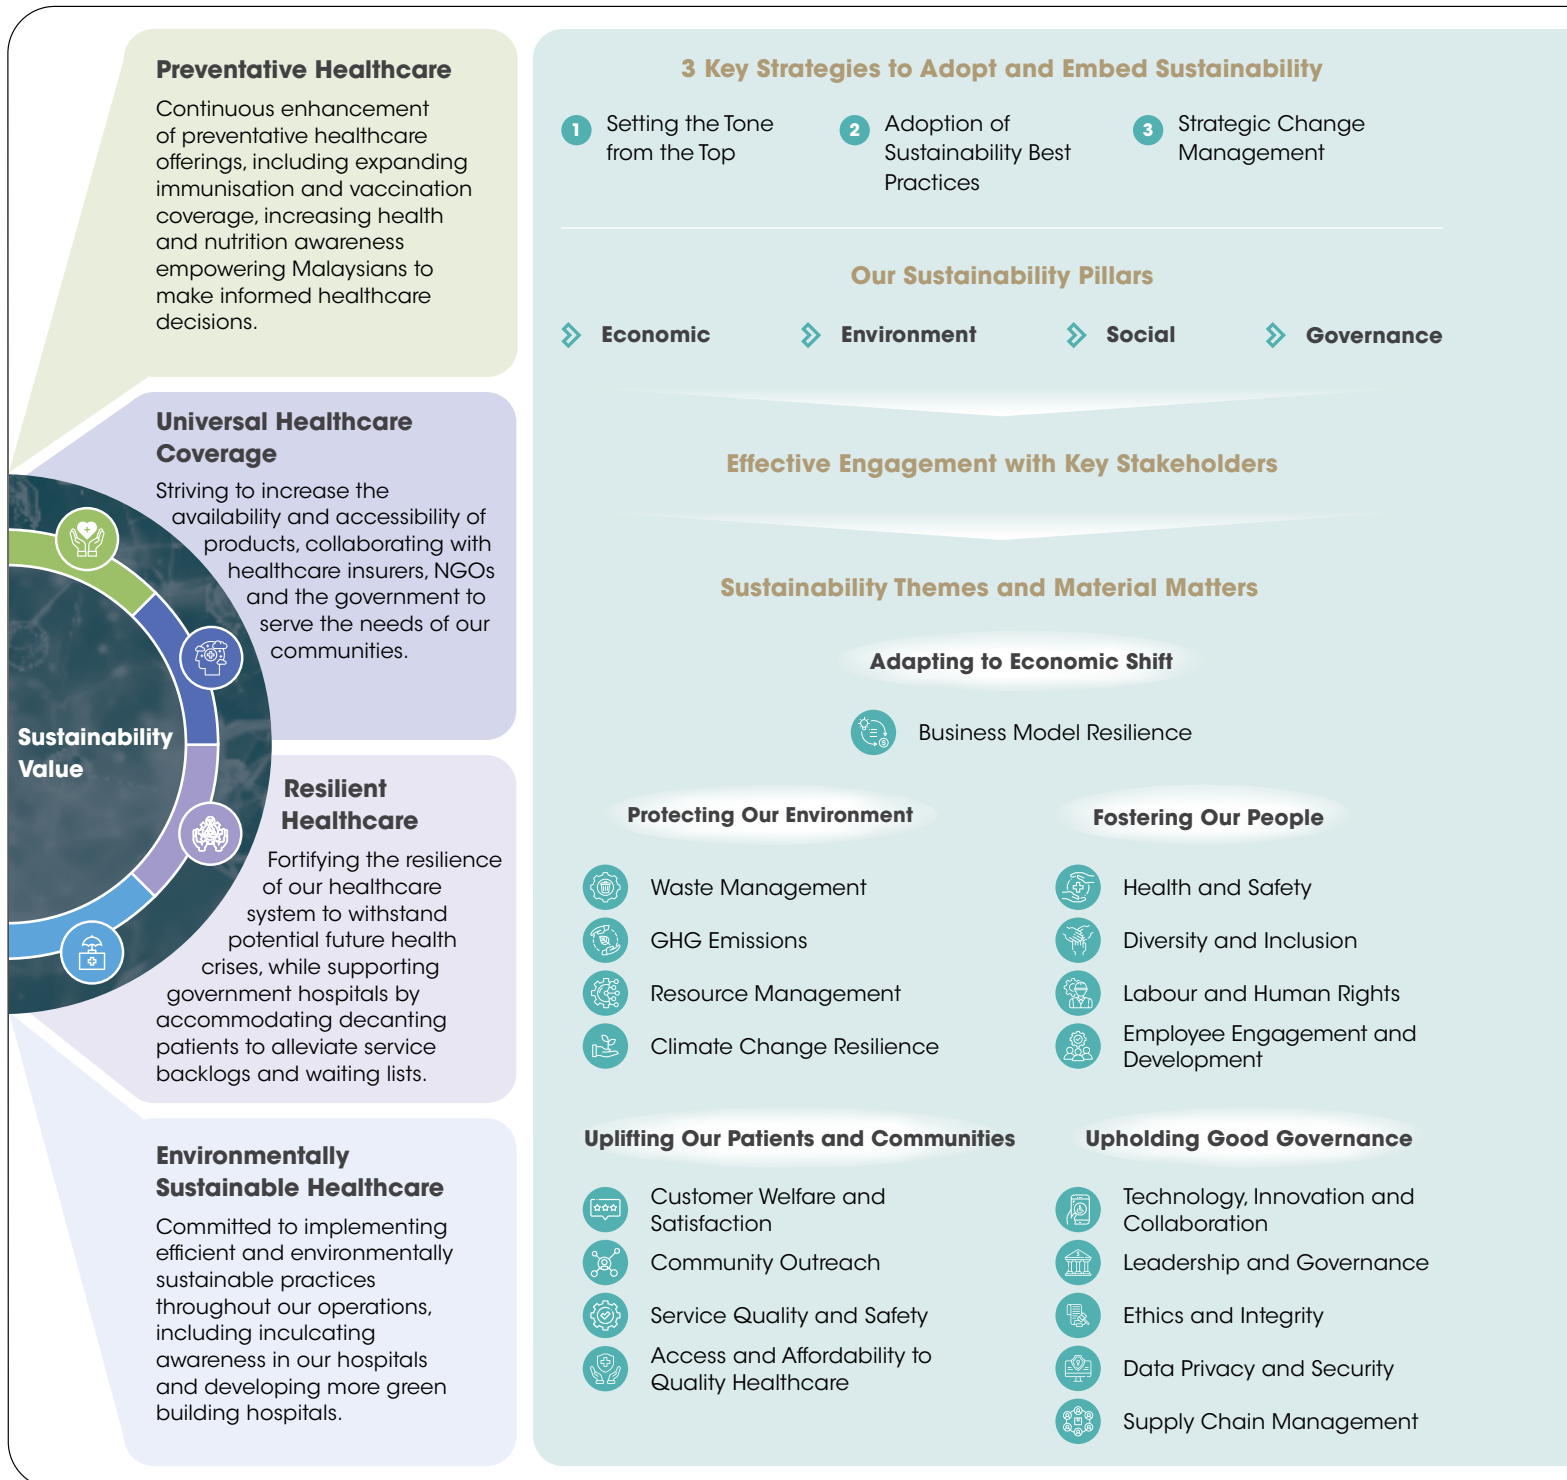 Preventative Healthcare
Continuous enhancement
of preventative healthcare
offerings, including expanding
immunisation and vaccination
coverage, increasing health
and nutrition awareness
empowering Malaysians to
make informed healthcare
decisions.
Universal Healthcare
Coverage
Striving to increase the
availability and accessibility of
products, collaborating with
healthcare insurers, NGOs
and the government to
serve the needs of our
communities.
Sustainability
Value
Resilient
Healthcare
Fortifying the resilience
of our healthcare
system to withstand
potential future health
crises, while supporting
government hospitals by
accommodating decanting
patients to alleviate service
backlogs and waiting lists.
Environmentally
Sustainable Healthcare
Committed to implementing
efficient and environmentally
sustainable practices
throughout our operations,
including inculcating
awareness in our hospitals
and developing more green
building hospitals.
3 Key Strategies to Adopt and Embed Sustainability
1 Setting the Tone
from the Top
2 Adoption of
Sustainability Best
Practices
3 Strategic Change
Management
Our Sustainability Pillars
Economic
Environment
Social
Governance
Effective Engagement with Key Stakeholders
Sustainability Themes and Material Matters
Adapting to Economic Shift
Business Model Resilience
Protecting Our Environment
Waste Management
GHG Emissions
Resource Management
Climate Change Resilience
Fostering Our People
Health and Safety
Diversity and Inclusion
Labour and Human Rights
Employee Engagement and
Development
Uplifting Our Patients and Communities
Customer Welfare and
Satisfaction
Community Outreach
Service Quality and Safety
Access and Affordability to
Quality Healthcare
Upholding Good Governance
Technology, Innovation and
Collaboration
Leadership and Governance
Ethics and Integrity
Data Privacy and Security
Supply Chain Management